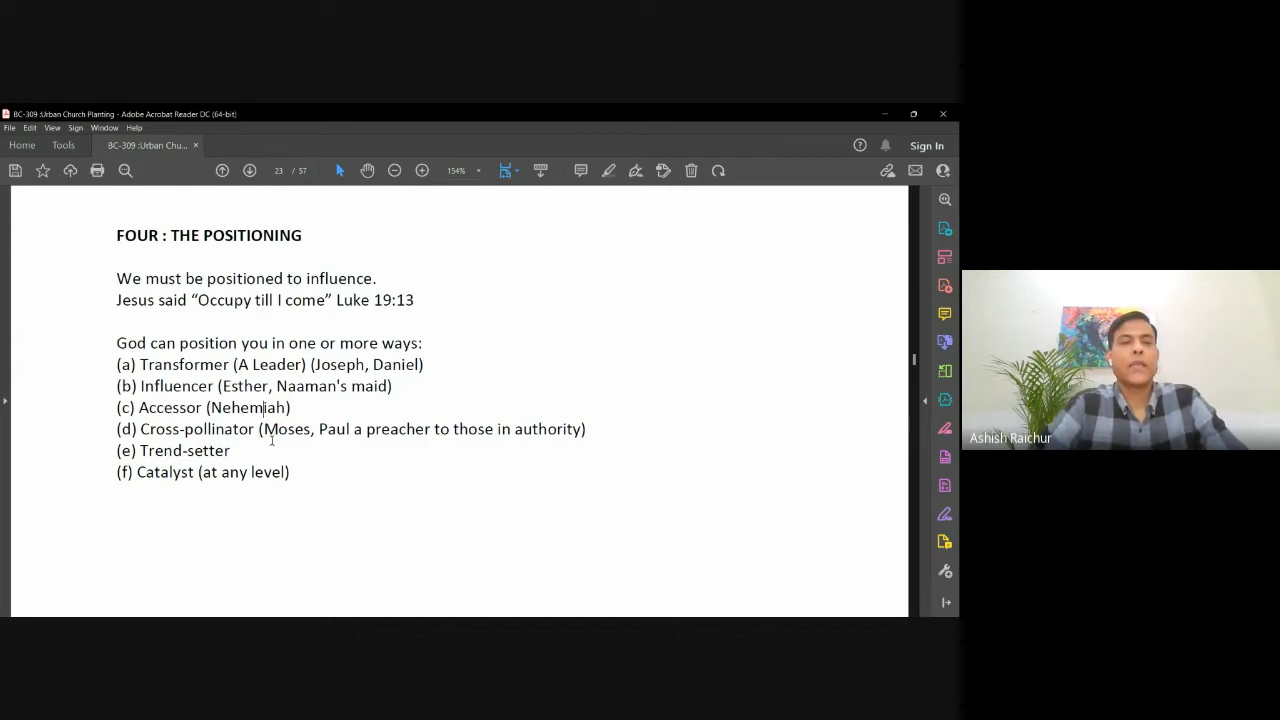 BC-309 :Urban Church Planting - Adobe Acrobat Reader DC (64-bit)
File Edit View Sign Window Help
Home Tools BC-309 :Urban Chu... × Sign In
23 / 57 154%
FOUR : THE POSITIONING
We must be positioned to influence.
Jesus said “Occupy till I come” Luke 19:13
God can position you in one or more ways:
(a) Transformer (A Leader) (Joseph, Daniel)
(b) Influencer (Esther, Naaman's maid)
(c) Accessor (Nehemiah)
(d) Cross-pollinator (Moses, Paul a preacher to those in authority)
(e) Trend-setter
(f) Catalyst (at any level)
Ashish Raichur